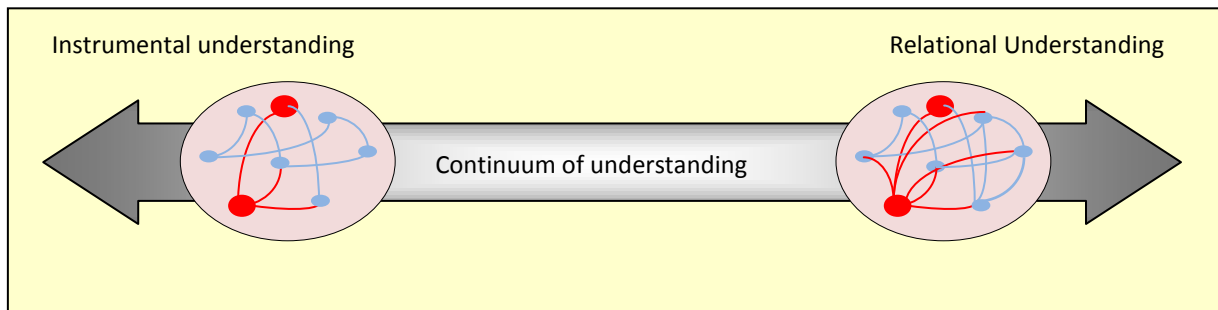 Instrumental understanding
Relational Understanding
Continuum of understanding